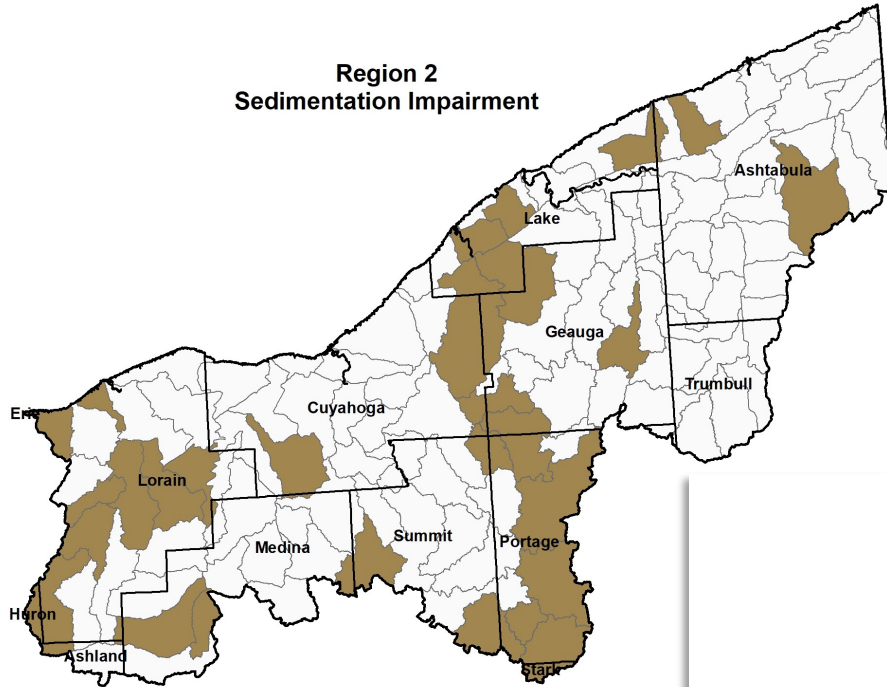 Region 2
Sedimentation Impairment
Ashtabula
Lake
Geauga
Trumbull
Cuyahoga
Erie
Lorain
Summit
Portage
Medina
Huron
Ashland
Stark